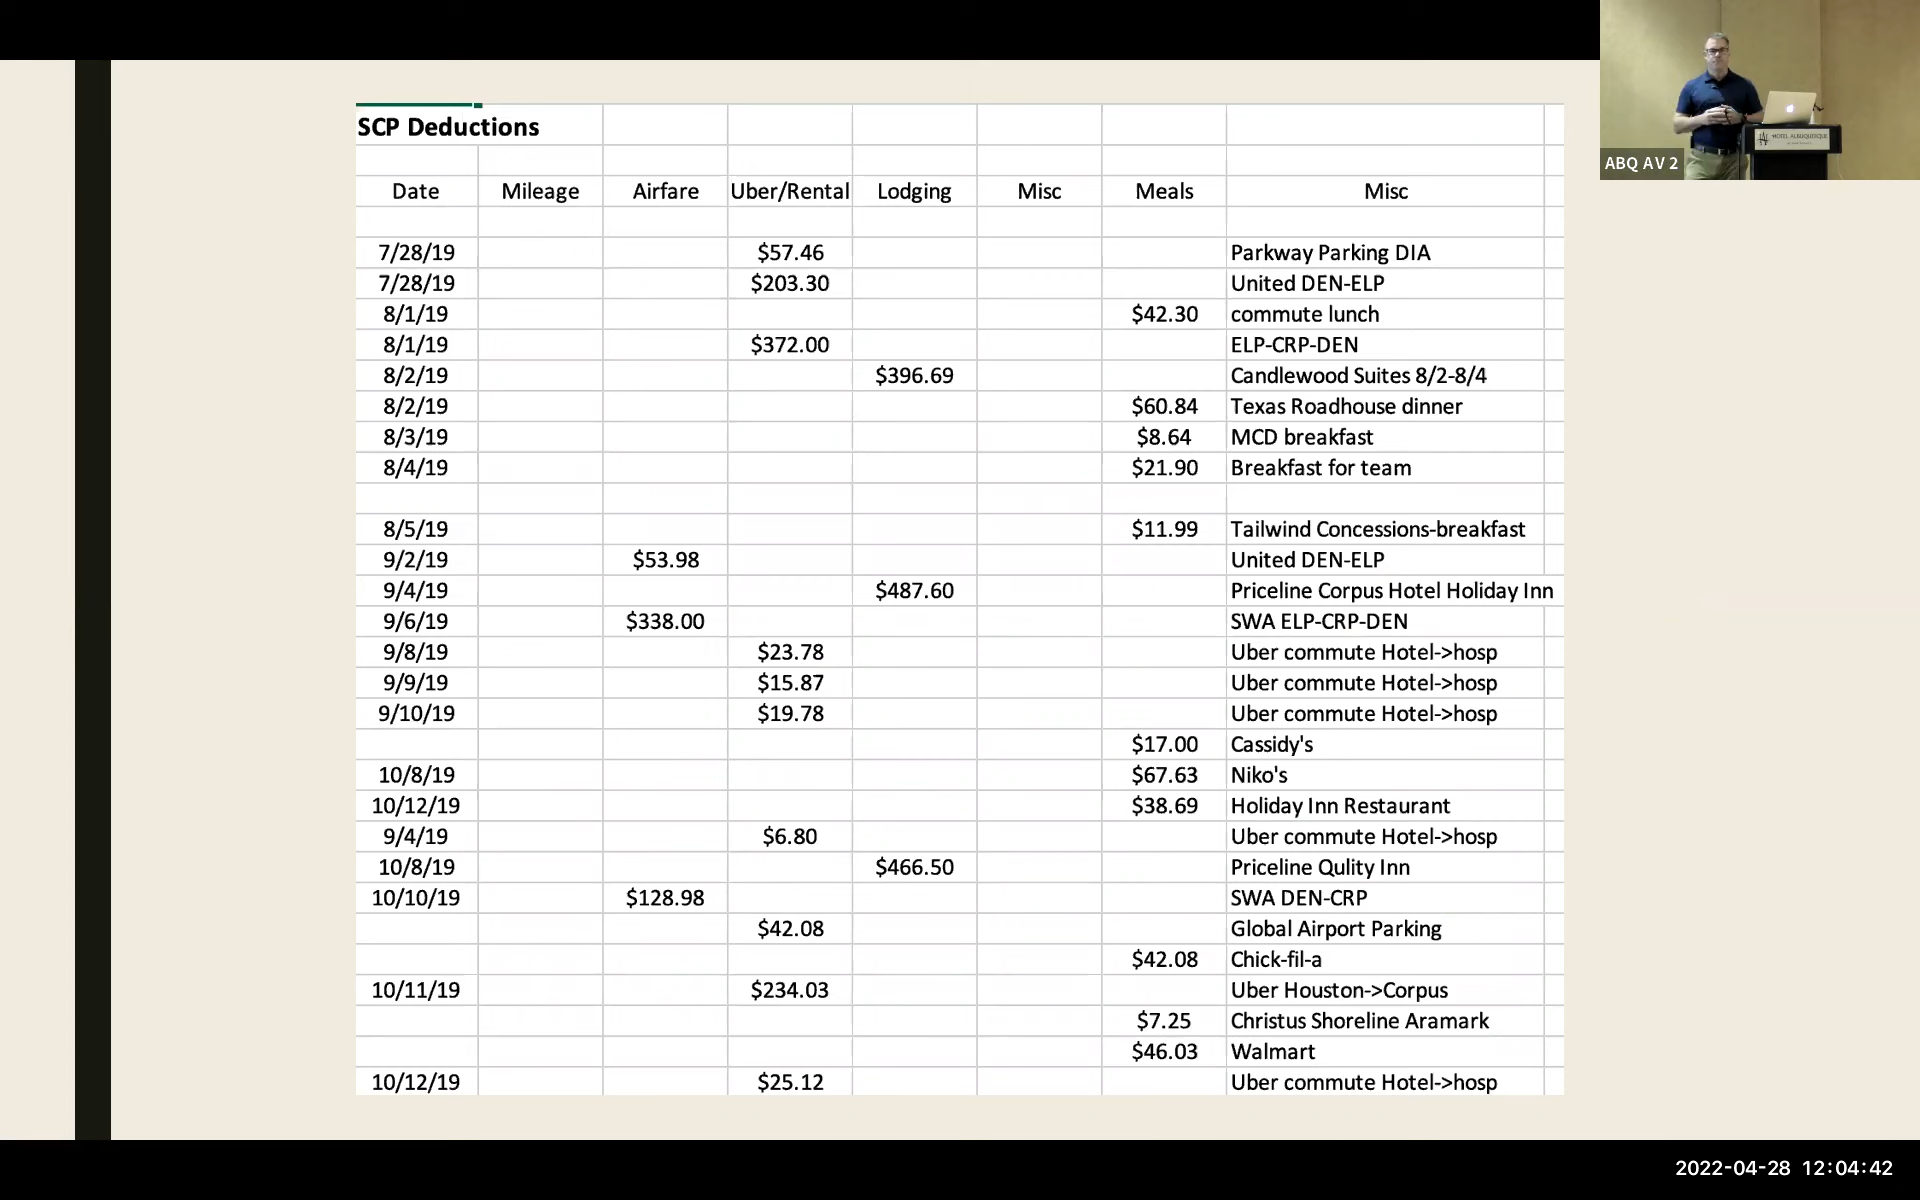 SCP Deductions
Date Mileage Airfare Uber/Rental Lodging Misc Meals Misc
7/28/19 $57.46 Parkway Parking DIA
7/28/19 $203.30 United DEN-ELP
8/1/19 $42.30 commute lunch
8/1/19 $372.00 ELP-CRP-DEN
8/2/19 $396.69 Candlewood Suites 8/2-8/4
8/2/19 $60.84 Texas Roadhouse dinner
8/3/19 $8.64 MCD breakfast
8/4/19 $21.90 Breakfast for team
8/5/19 $11.99 Tailwind Concessions-breakfast
9/2/19 $53.98 United DEN-ELP
9/4/19 $487.60 Priceline Corpus Hotel Holiday Inn
9/6/19 $338.00 SWA ELP-CRP-DEN
9/8/19 $23.78 Uber commute Hotel->hosp
9/9/19 $15.87 Uber commute Hotel->hosp
9/10/19 $19.78 Uber commute Hotel->hosp
$17.00 Cassidy's
10/8/19 $67.63 Niko's
10/12/19 $38.69 Holiday Inn Restaurant
9/4/19 $6.80 Uber commute Hotel->hosp
10/8/19 $466.50 Priceline Qulity Inn
10/10/19 $128.98 SWA DEN-CRP
$42.08 Global Airport Parking
$42.08 Chick-fil-a
10/11/19 $234.03 Uber Houston->Corpus
$7.25 Christus Shoreline Aramark
$46.03 Walmart
10/12/19 $25.12 Uber commute Hotel->hosp
HOTEL ALBUQUERQUE
ABQ AV 2
2022-04-28 12:04:42